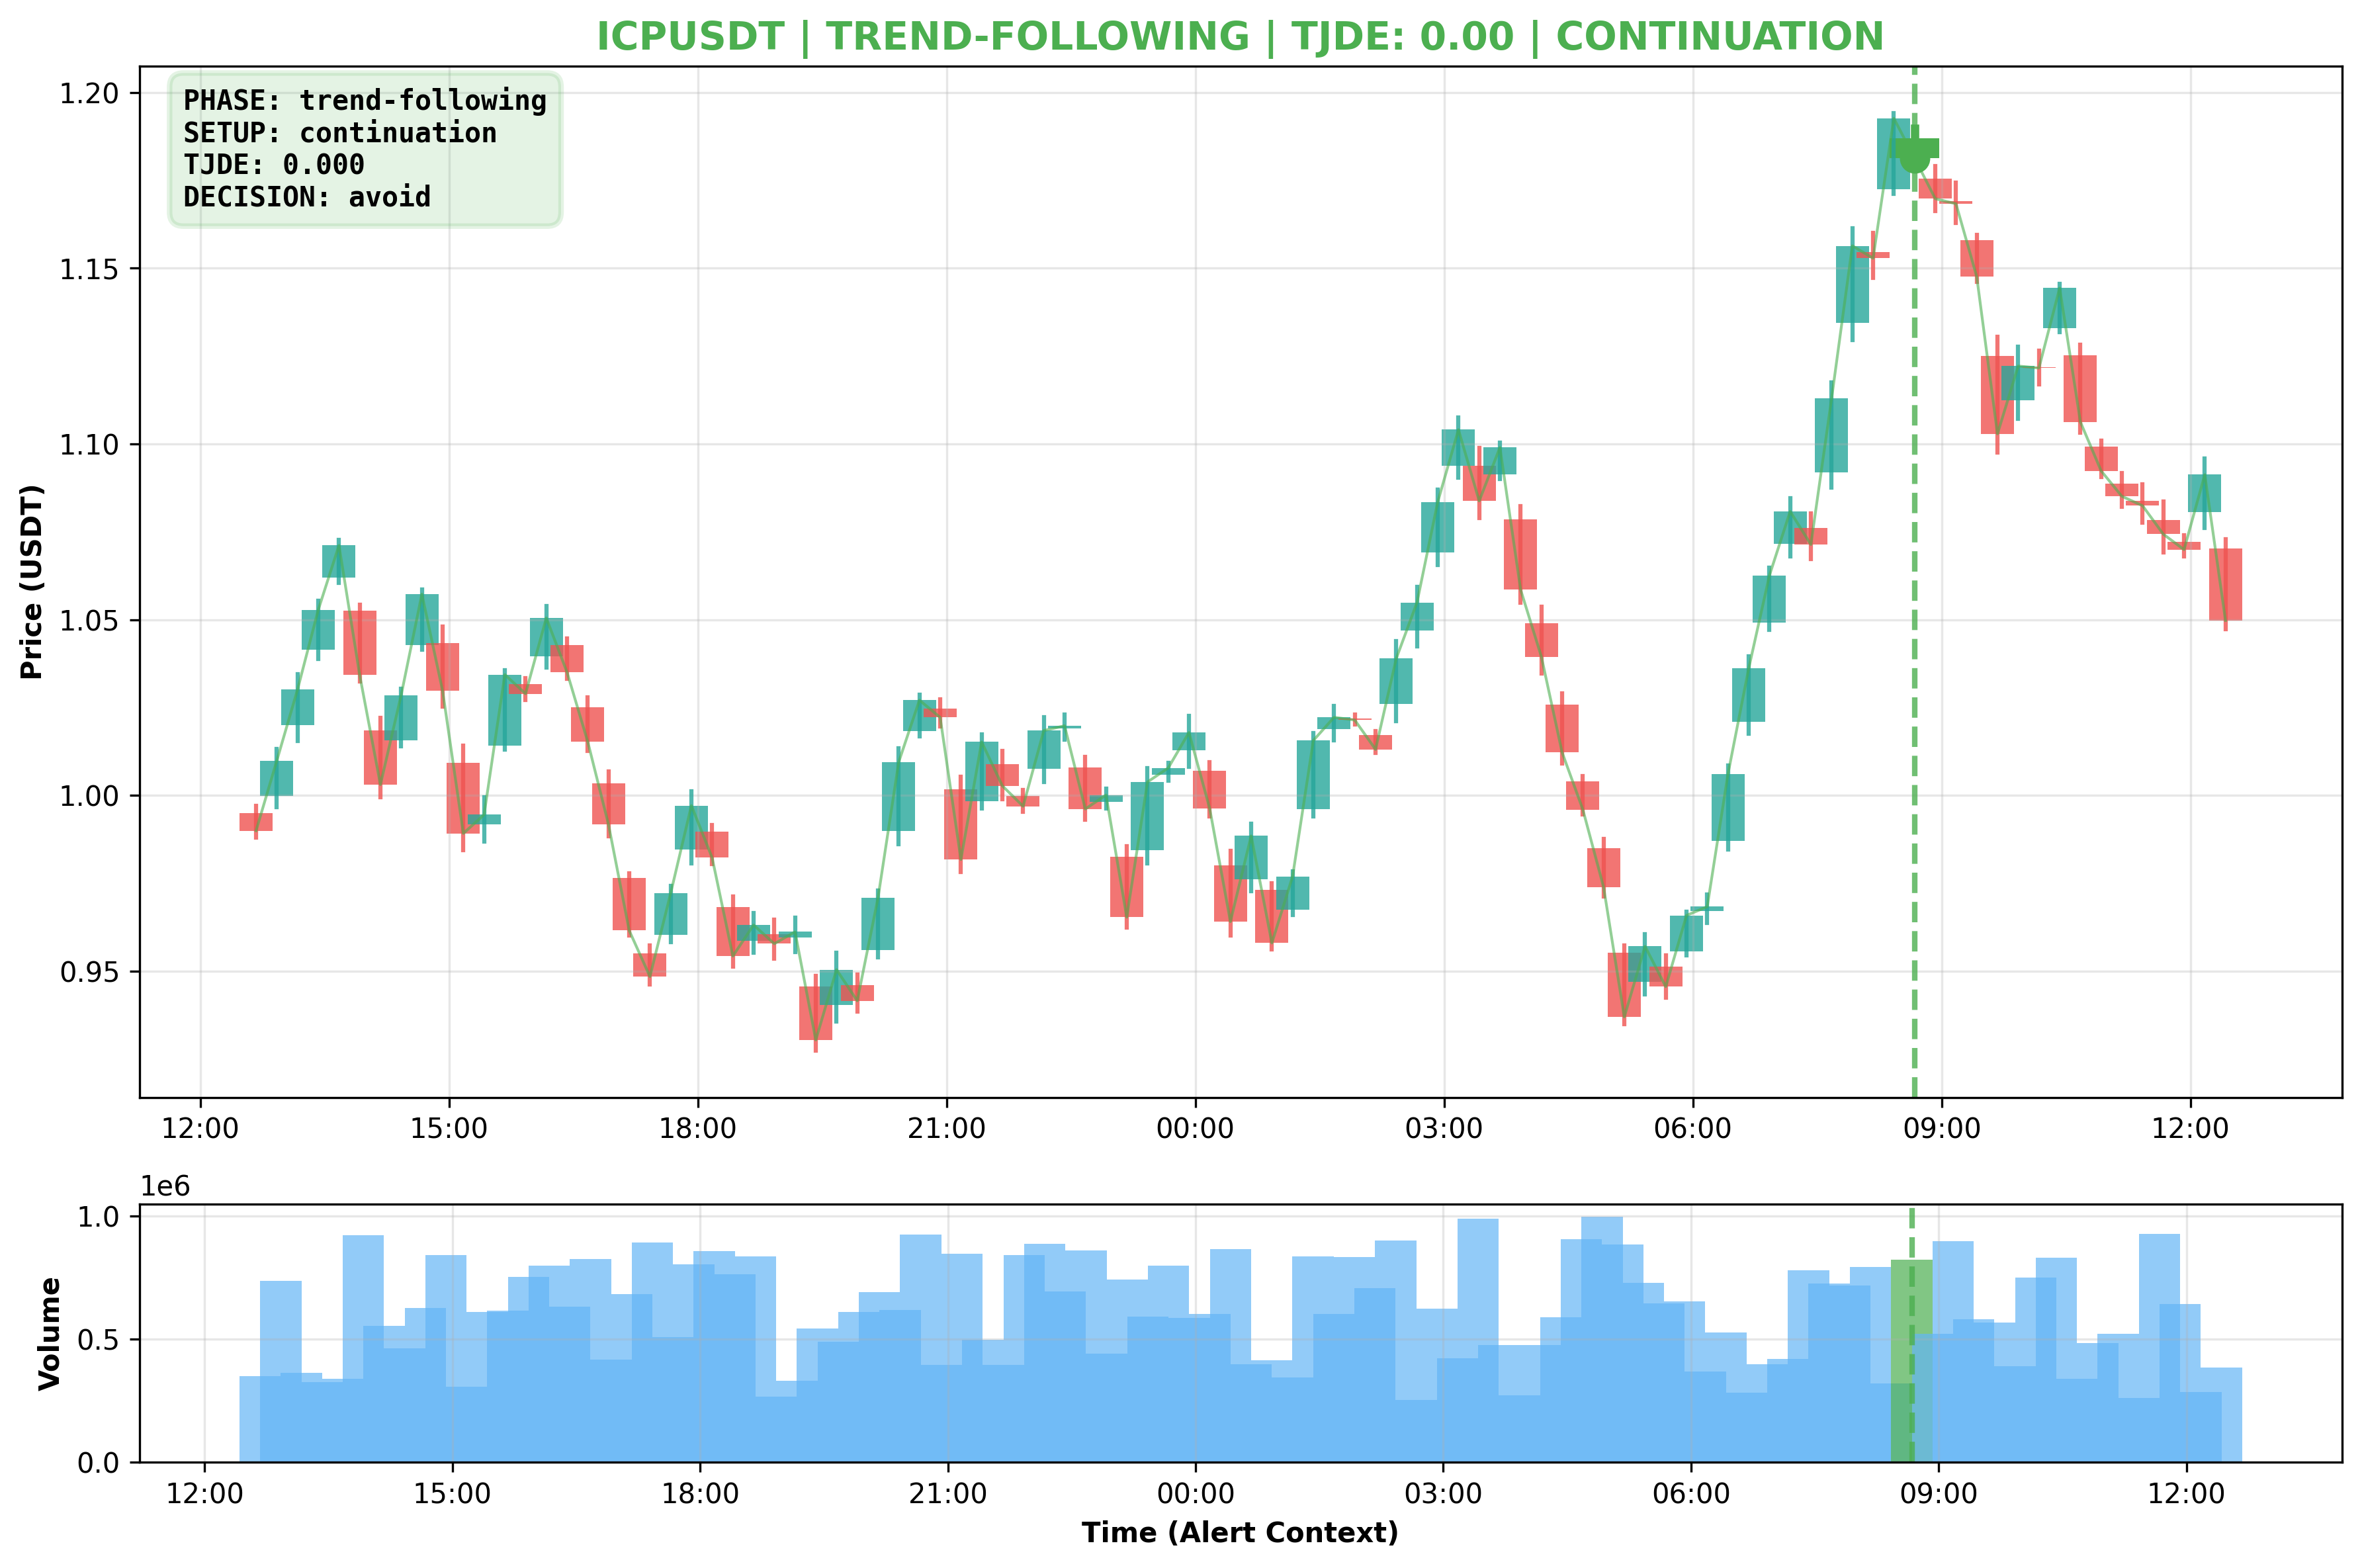 ICPUSDT | TREND-FOLLOWING | TJDE: 0.00 | CONTINUATION
PHASE: trend-following
SETUP: continuation
TJDE: 0.000
DECISION: avoid
Price (USDT)
1.20
1.15
1.10
1.05
1.00
0.95
12:00 15:00 18:00 21:00 00:00 03:00 06:00 09:00 12:00
1e6
Volume
1.0
0.5
0.0
12:00 15:00 18:00 21:00 00:00 03:00 06:00 09:00 12:00
Time (Alert Context)